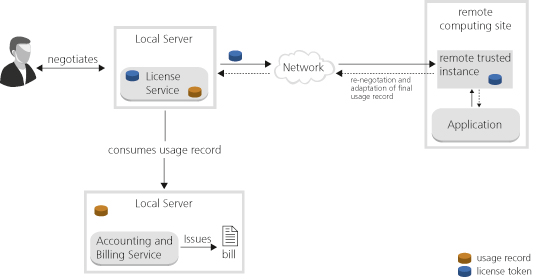 remote
computing site
Local Server
negotiates
License
Service
Network
remote trusted
instance
re-negotation and
adaptation of final
usage record
Application
consumes usage record
Local Server
Accounting and
Billing Service
Issues
bill
usage record
license token